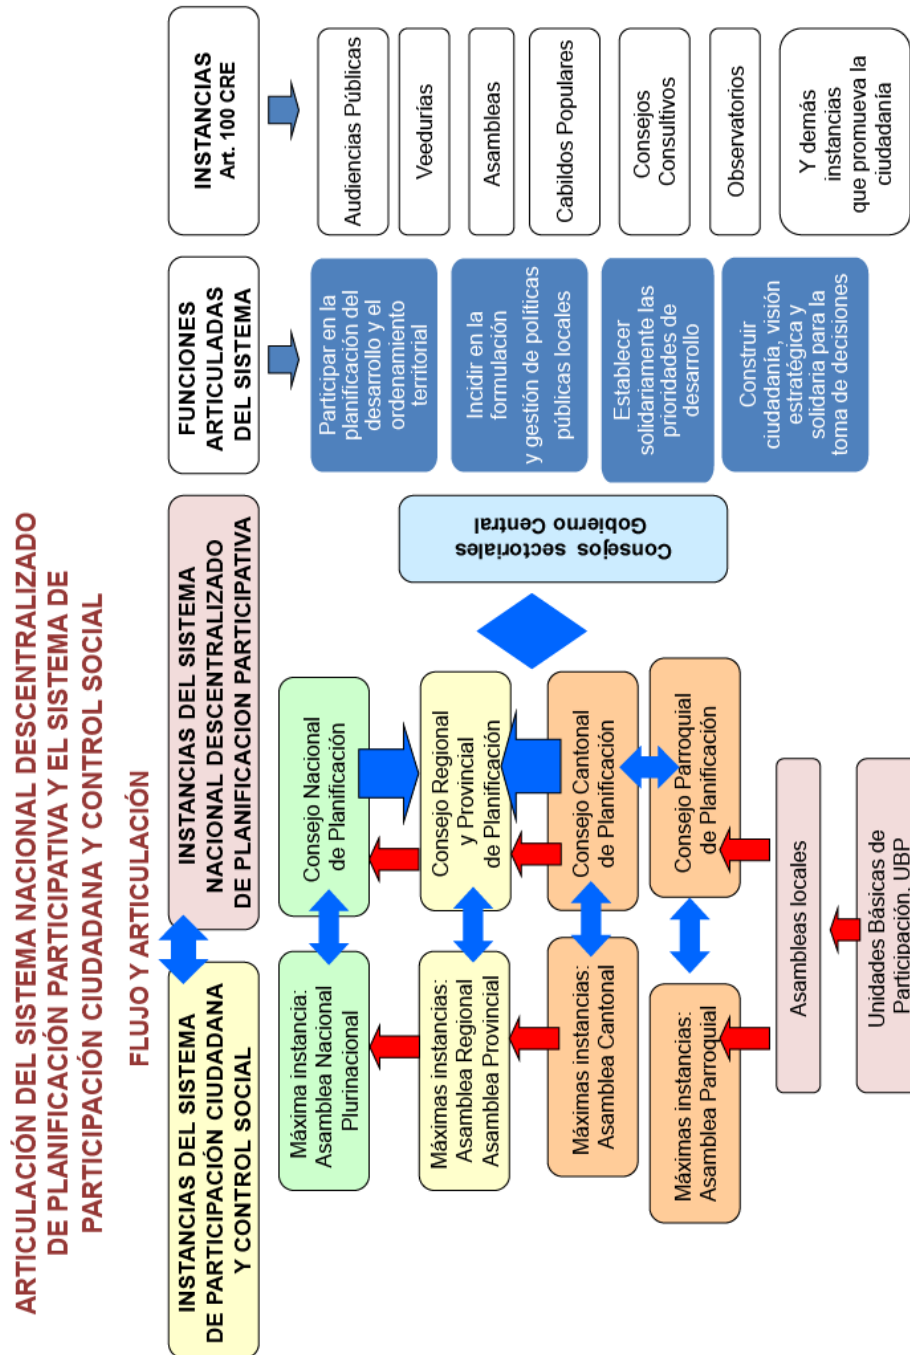 ARTICULACIÓN DEL SISTEMA NACIONAL DESCENTRALIZADO
DE PLANIFICACIÓN PARTICIPATIVA Y EL SISTEMA DE
PARTICIPACIÓN CIUDADANA Y CONTROL SOCIAL
FLUJO Y ARTICULACIÓN
INSTANCIAS DEL SISTEMA
DE PARTICIPACIÓN CIUDADANA
Y CONTROL SOCIAL
INSTANCIAS DEL SISTEMA
NACIONAL DESCENTRALIZADO
DE PLANIFICACION PARTICIPATIVA
FUNCIONES
ARTICULADAS
DEL SISTEMA
INSTANCIAS
Art. 100 CRE
Máxima instancia:
Asamblea Nacional
Plurinacional
Consejo Nacional
de Planificación
Máximas instancias:
Asamblea Regional
Asamblea Provincial
Consejo Regional
y Provincial
de Planificación
Máximas instancias:
Asamblea Cantonal
Consejo Cantonal
de Planificación
Máximas instancias:
Asamblea Parroquial
Consejo Parroquial
de Planificación
Asambleas locales
Unidades Básicas de
Participación. UBP
Consejos sectoriales
Gobierno Central
Participar en la
planificación del
desarrollo y el
ordenamiento
territorial
Incidir en la
formulación
y gestión de políticas
públicas locales
Establecer
solidariamente las
prioridades de
desarrollo
Construir
ciudadanía, visión
estratégica y
solidaria para la
toma de decisiones
Audiencias Públicas
Veedurías
Asambleas
Cabildos Populares
Consejos
Consultivos
Observatorios
Y demás
instancias
que promueva la
ciudadanía